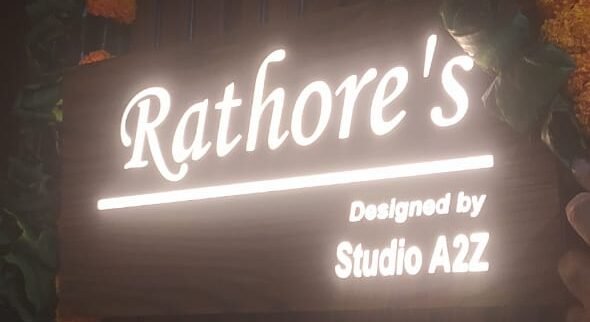 Rathore's
Designed by
Studio A2Z